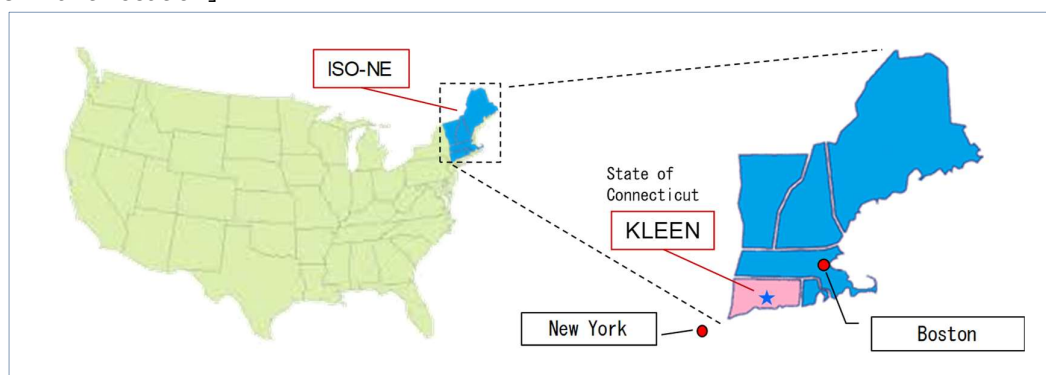 ISO-NE
State of
Connecticut
KLEEN
New York
Boston